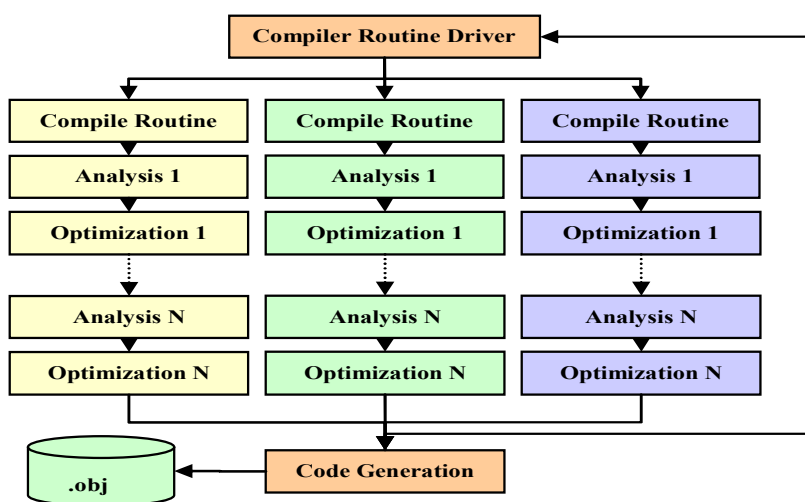 Compiler Routine Driver
Compile Routine Compile Routine Compile Routine
Analysis 1 Analysis 1 Analysis 1
Optimization 1 Optimization 1 Optimization 1
Analysis N Analysis N Analysis N
Optimization N Optimization N Optimization N
.obj Code Generation